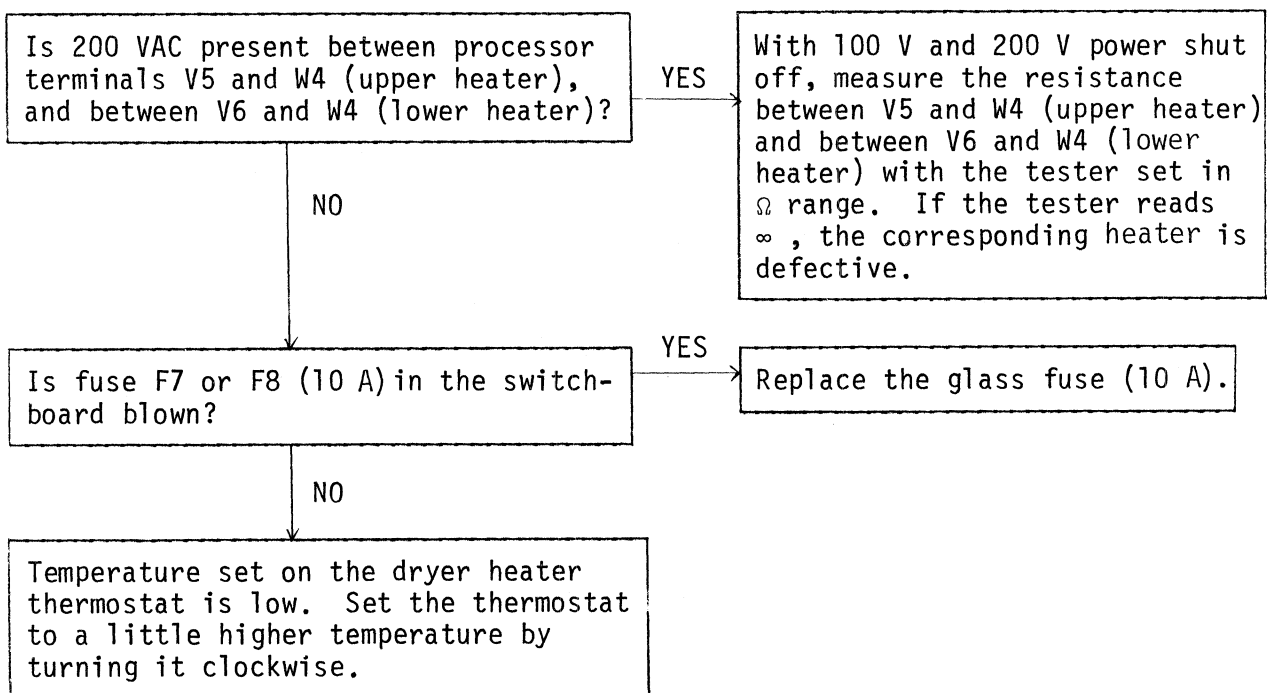 Is 200 VAC present between processor
terminals V5 and W4 (upper heater),
and between V6 and W4 (lower heater)?
YES
With 100 V and 200 V power shut
off, measure the resistance
between V5 and W4 (upper heater)
and between V6 and W4 (lower
heater) with the tester set in
Ω range. If the tester reads
∞ , the corresponding heater is
defective.
NO
Is fuse F7 or F8 (10 A) in the switch-
board blown?
YES
Replace the glass fuse (10 A).
NO
Temperature set on the dryer heater
thermostat is low. Set the thermostat
to a little higher temperature by
turning it clockwise.